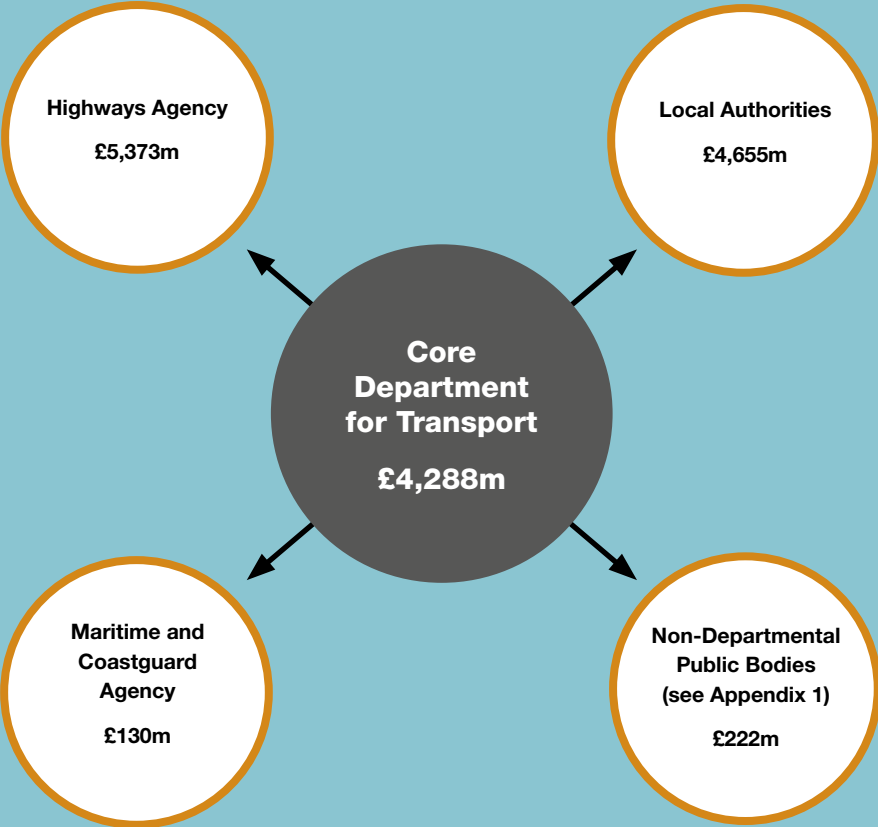 Highways Agency
£5,373m
Local Authorities
£4,655m
Core
Department
for Transport
£4,288m
Maritime and
Coastguard
Agency
£130m
Non-Departmental
Public Bodies
(see Appendix 1)
£222m